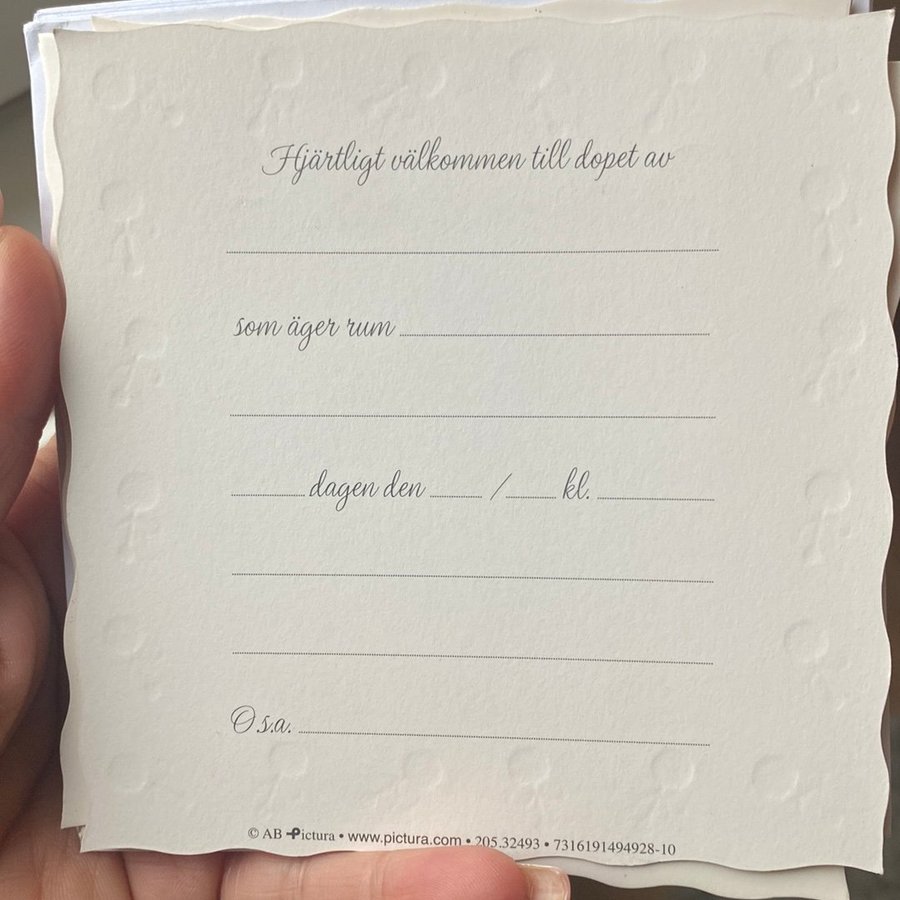 Hjärtligt välkommen till dopet av
som äger rum
dagen den / kl.
O.s.a.
© AB Pictura • www.pictura.com • 205.32493 • 7316191494928-10